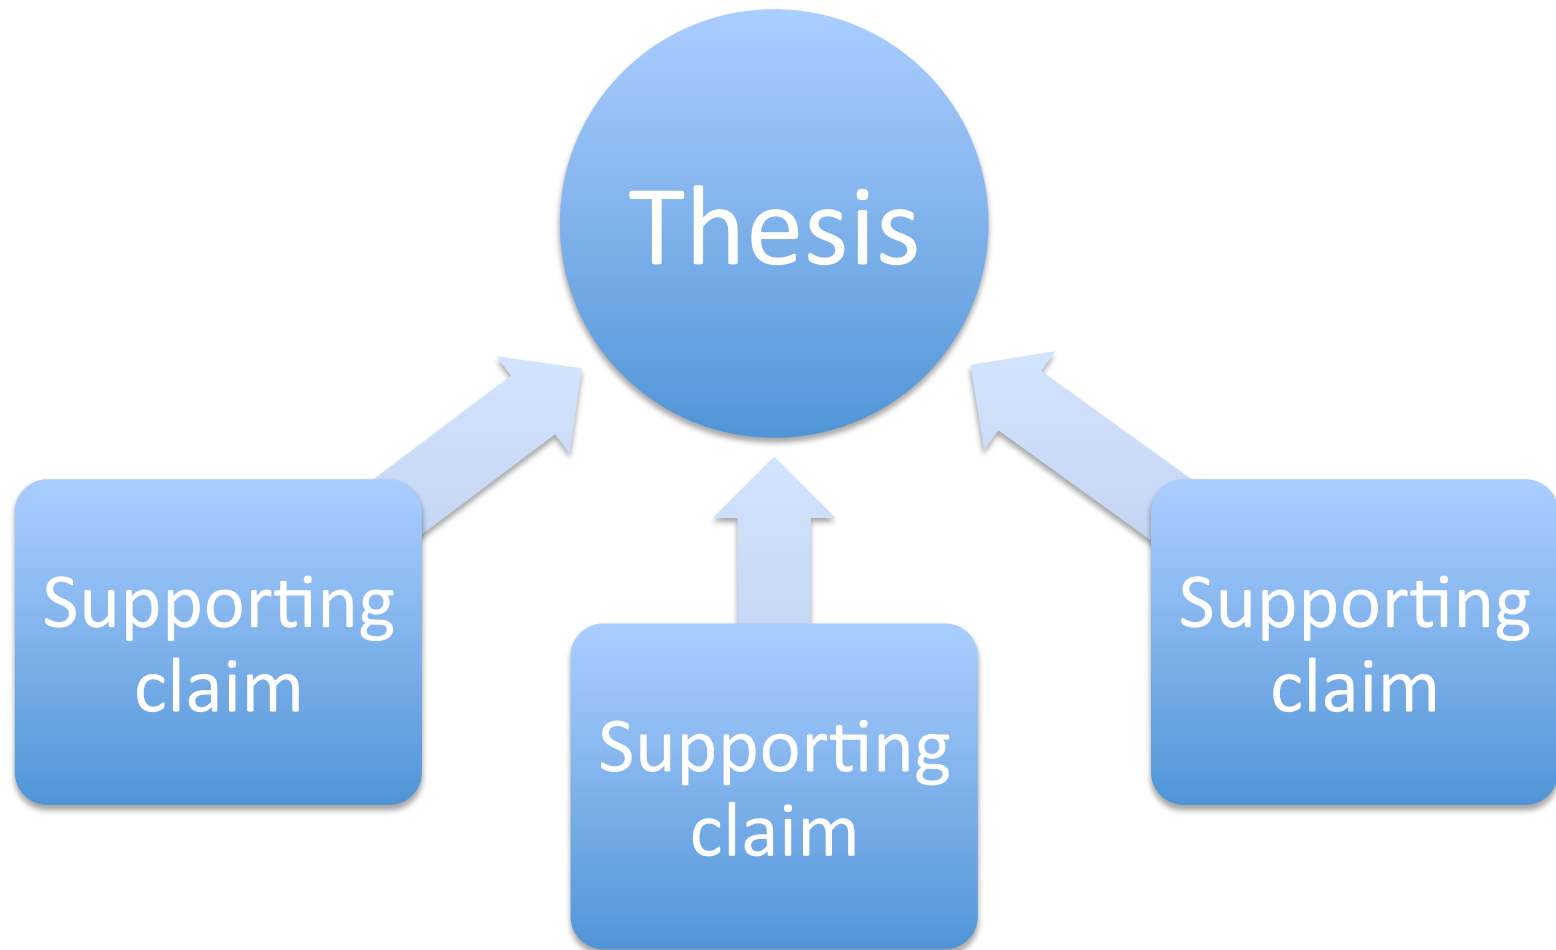 Thesis
Supporting
claim
Supporting
claim
Supporting
claim